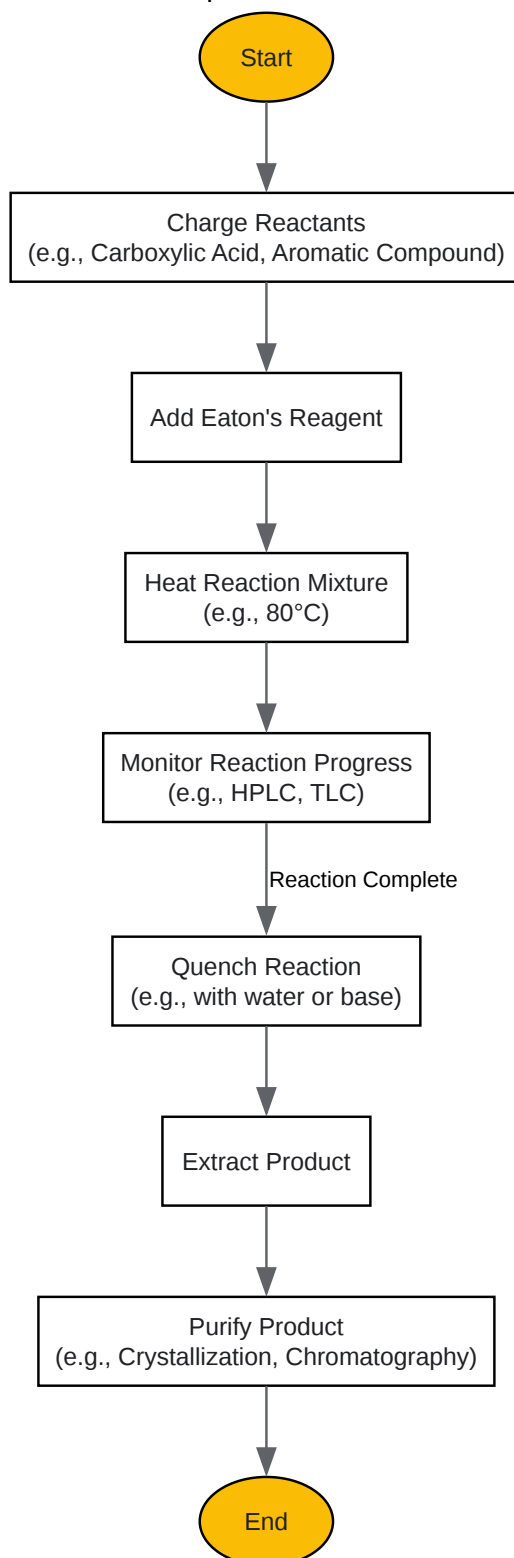 Start
Charge Reactants
(e.g., Carboxylic Acid, Aromatic Compound)
Add Eaton's Reagent
Heat Reaction Mixture
(e.g., 80°C)
Monitor Reaction Progress
(e.g., HPLC, TLC)
Reaction Complete
Quench Reaction
(e.g., with water or base)
Extract Product
Purify Product
(e.g., Crystallization, Chromatography)
End